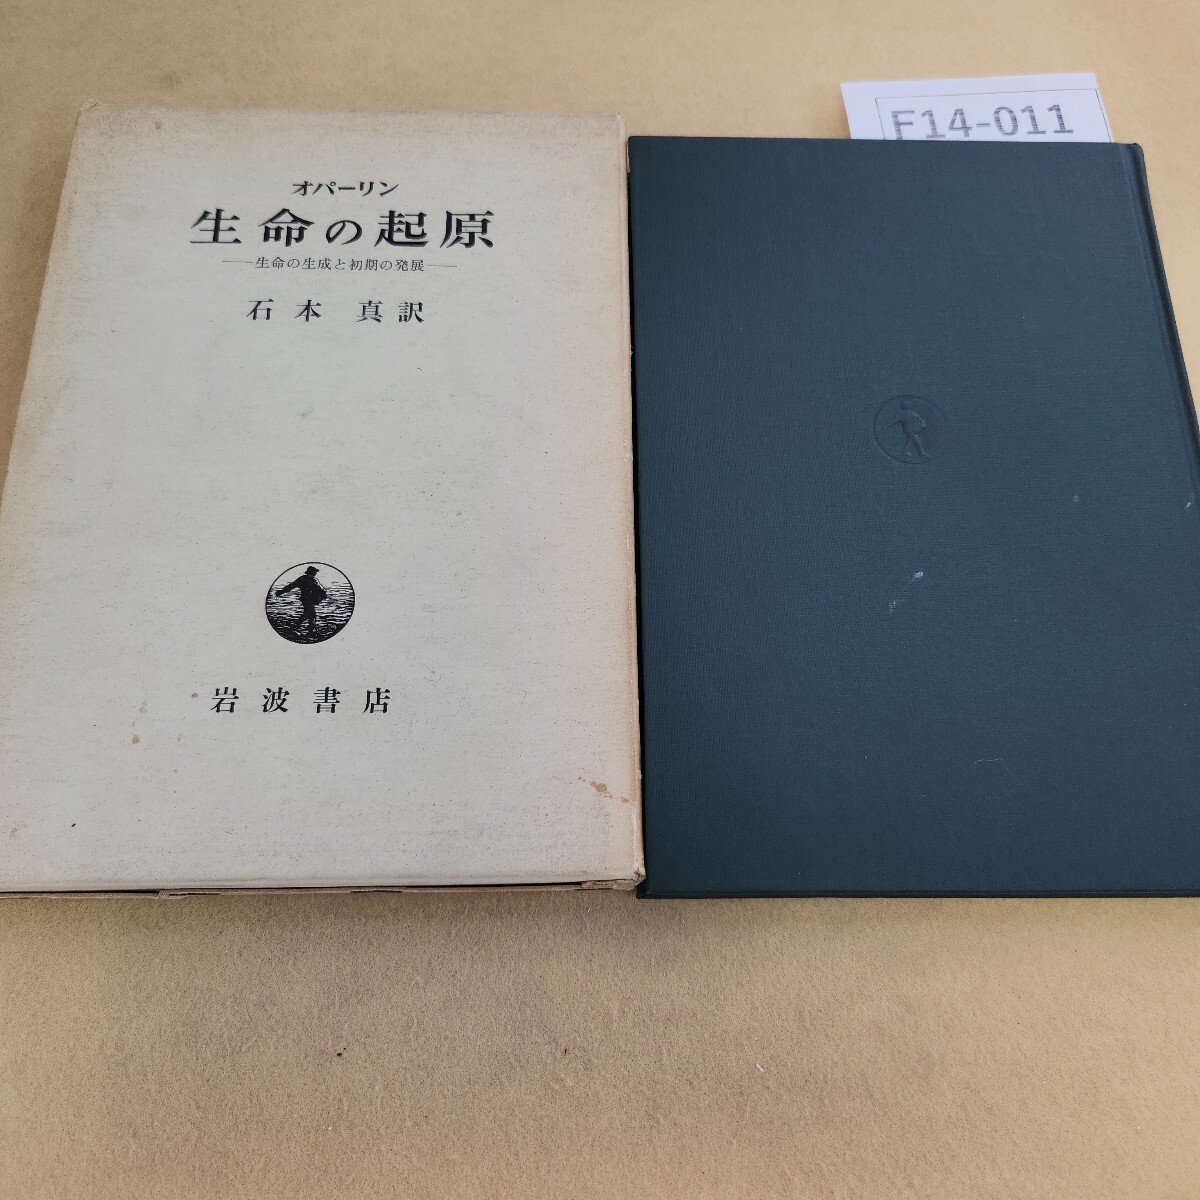 オパーリン
生命の起原
―生命の生成と初期の発展―
石本 真訳
岩波書店
F14-011